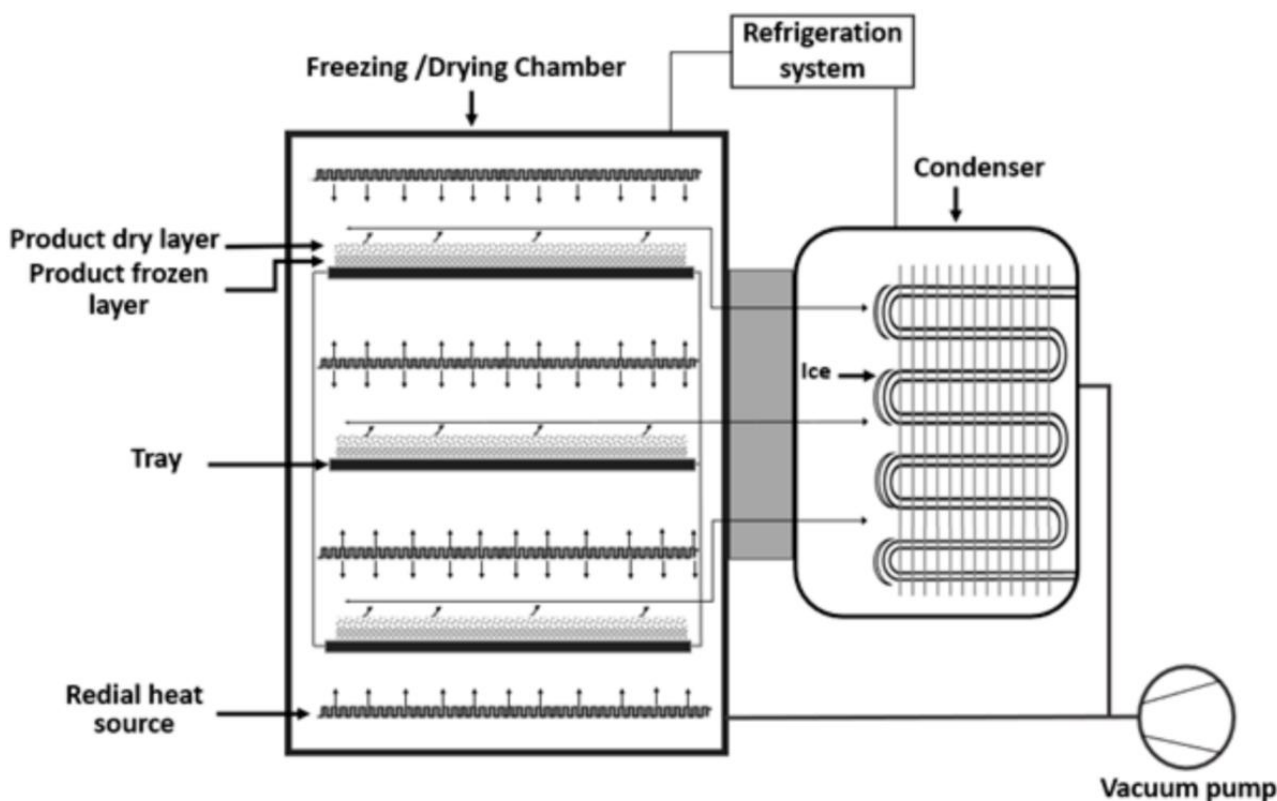 Refrigeration
system
Freezing /Drying Chamber
Condenser
Product dry layer
Product frozen
layer
Ice
Tray
Redial heat
source
Vacuum pump